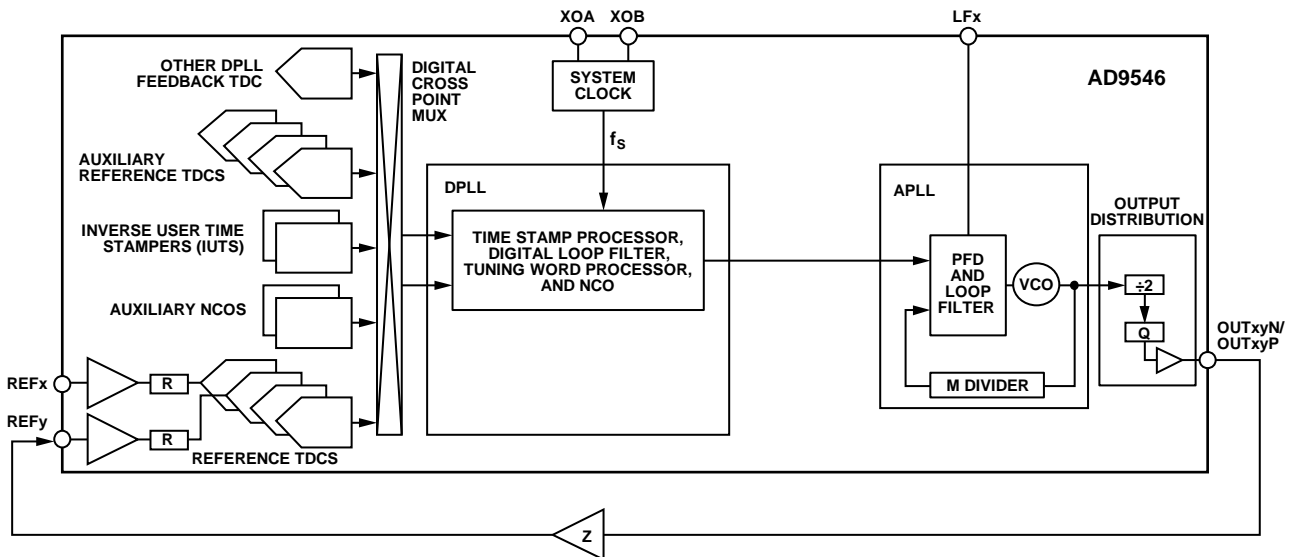 XOA XOB LFx
AD9546
OTHER DPLL
FEEDBACK TDC
DIGITAL
CROSS
POINT
MUX
SYSTEM
CLOCK
fS
AUXILIARY
REFERENCE TDCS
INVERSE USER TIME
STAMPERS (IUTS)
AUXILIARY NCOS
REFx
R
REFy
R
REFERENCE TDCS
DPLL
TIME STAMP PROCESSOR,
DIGITAL LOOP FILTER,
TUNING WORD PROCESSOR,
AND NCO
APLL
PFD
AND
LOOP
FILTER
VCO
M DIVIDER
OUTPUT
DISTRIBUTION
÷2
Q
OUTxyN/
OUTxyP
Z